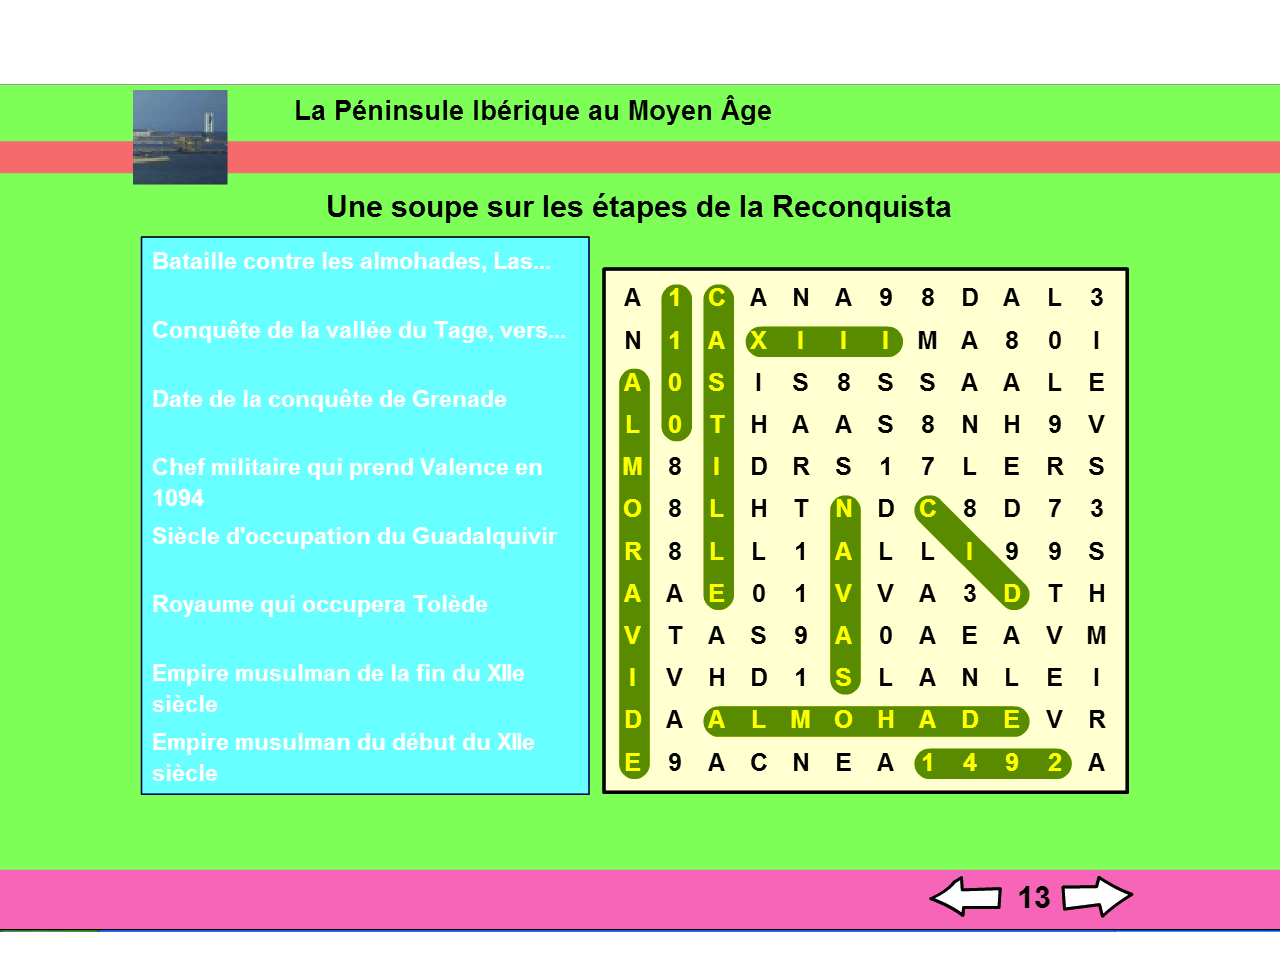 La Péninsule Ibérique au Moyen Âge
Une soupe sur les étapes de la Reconquista
Bataille contre les almohades, Las...
Conquête de la vallée du Tage, vers...
Date de la conquête de Grenade
Chef militaire qui prend Valence en
1094
Siècle d'occupation du Guadalquivir
Royaume qui occupera Tolède
Empire musulman de la fin du XIIe
siècle
Empire musulman du début du XIIe
siècle
A 1 C A N A 9 8 D A L 3
N 1 A X I I I M A 8 0 I
A 0 S I S 8 S S A A L E
L 0 T H A A S 8 N H 9 V
M 8 I D R S 1 7 L E R S
O 8 L H T N D C 8 D 7 3
R 8 L L 1 A L L I 9 9 S
A A E 0 1 V V A 3 D T H
V T A S 9 A 0 A E A V M
I V H D 1 S L A N L E I
D A A L M O H A D E V R
E 9 A C N E A 1 4 9 2 A
13